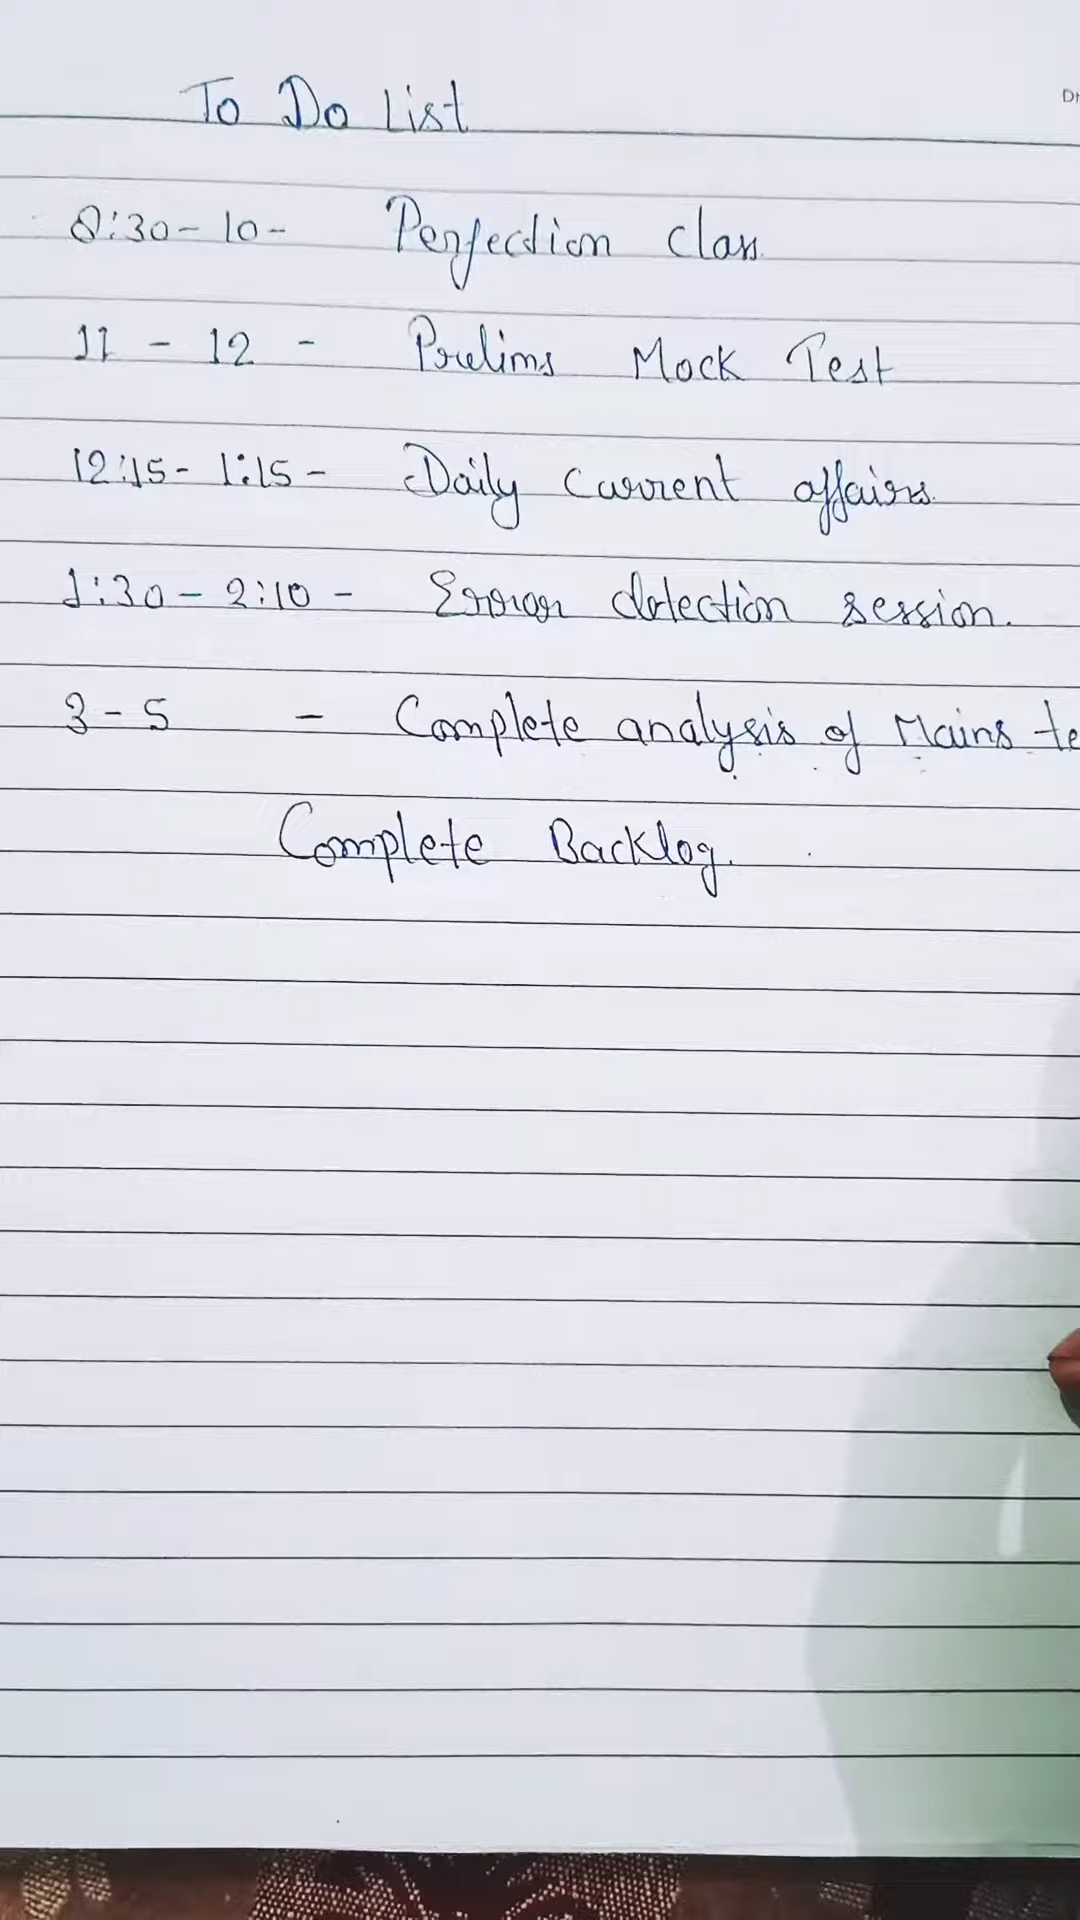 To Do List
8:30 - 10 - Perfection Class.
11 - 12 - Prelims Mock Test
12:15 - 1:15 - Daily Current affairs.
1:30 - 2:10 - Error detection session.
3 - 5 - Complete analysis of Mains te
Complete Backlog.